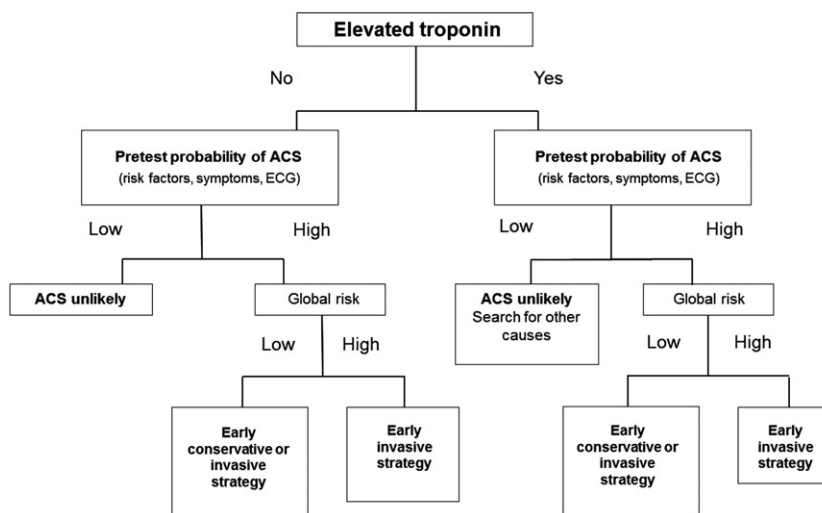 Elevated troponin
No
Yes
Pretest probability of ACS
(risk factors, symptoms, ECG)
Pretest probability of ACS
(risk factors, symptoms, ECG)
Low
High
Low
High
ACS unlikely
Global risk
ACS unlikely
Search for other
causes
Global risk
Low
High
Low
High
Early
conservative or
invasive
strategy
Early
invasive
strategy
Early
conservative or
invasive
strategy
Early
invasive
strategy